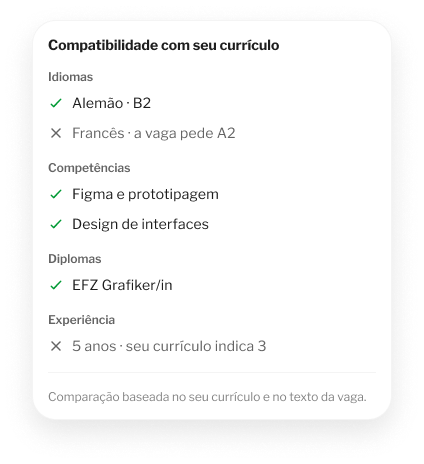 Compatibilidade com seu currículo
Idiomas
Alemão · B2
Francês · a vaga pede A2
Competências
Figma e prototipagem
Design de interfaces
Diplomas
EFZ Grafiker/in
Experiência
5 anos · seu currículo indica 3
Comparação baseada no seu currículo e no texto da vaga.